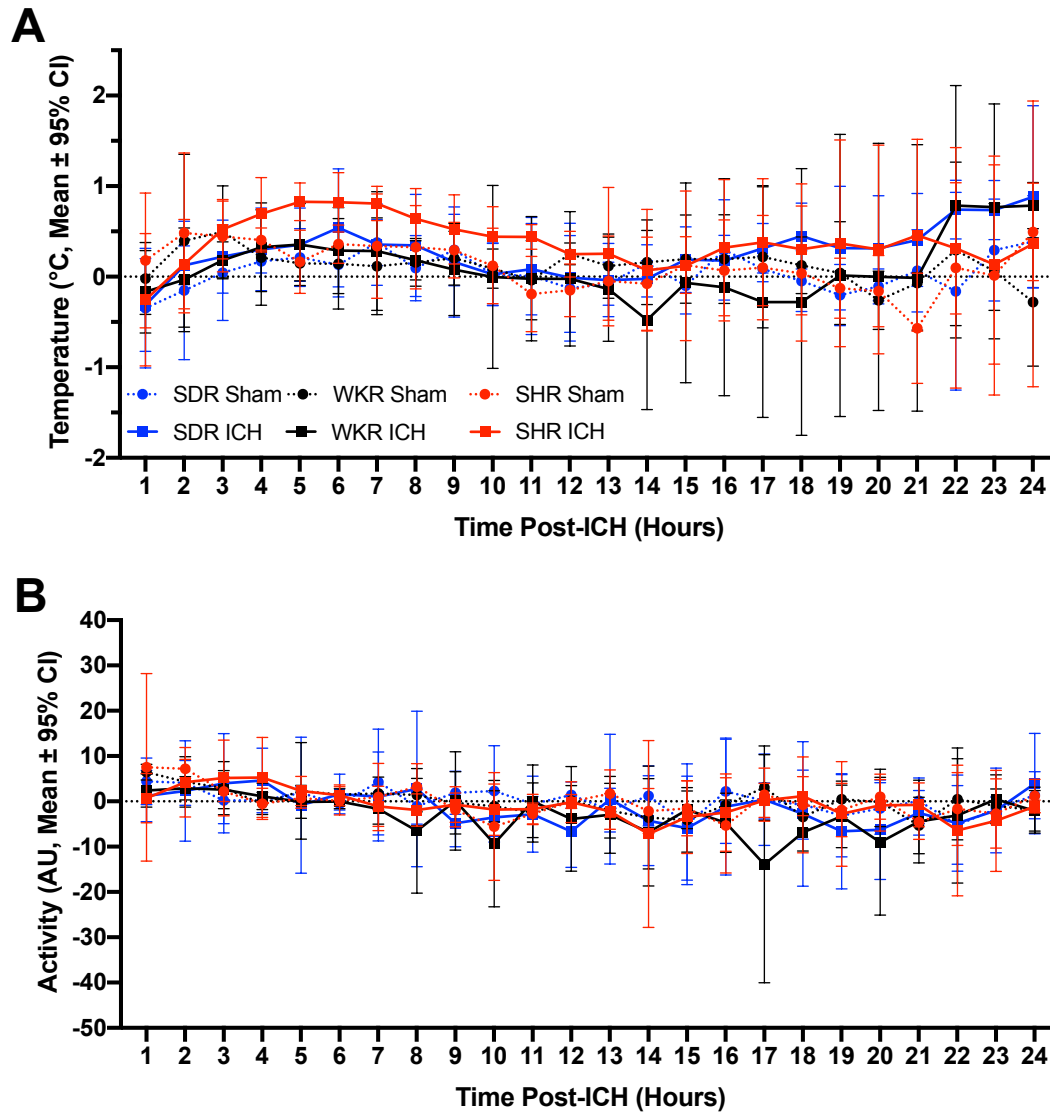 A
Temperature (°C, Mean ± 95% CI)
2
1
0
-1
-2
SDR Sham WKR Sham SHR Sham
SDR ICH WKR ICH SHR ICH
1 2 3 4 5 6 7 8 9 10 11 12 13 14 15 16 17 18 19 20 21 22 23 24
Time Post-ICH (Hours)
B
Activity (AU, Mean ± 95% CI)
40
30
20
10
0
-10
-20
-30
-40
-50
1 2 3 4 5 6 7 8 9 10 11 12 13 14 15 16 17 18 19 20 21 22 23 24
Time Post-ICH (Hours)